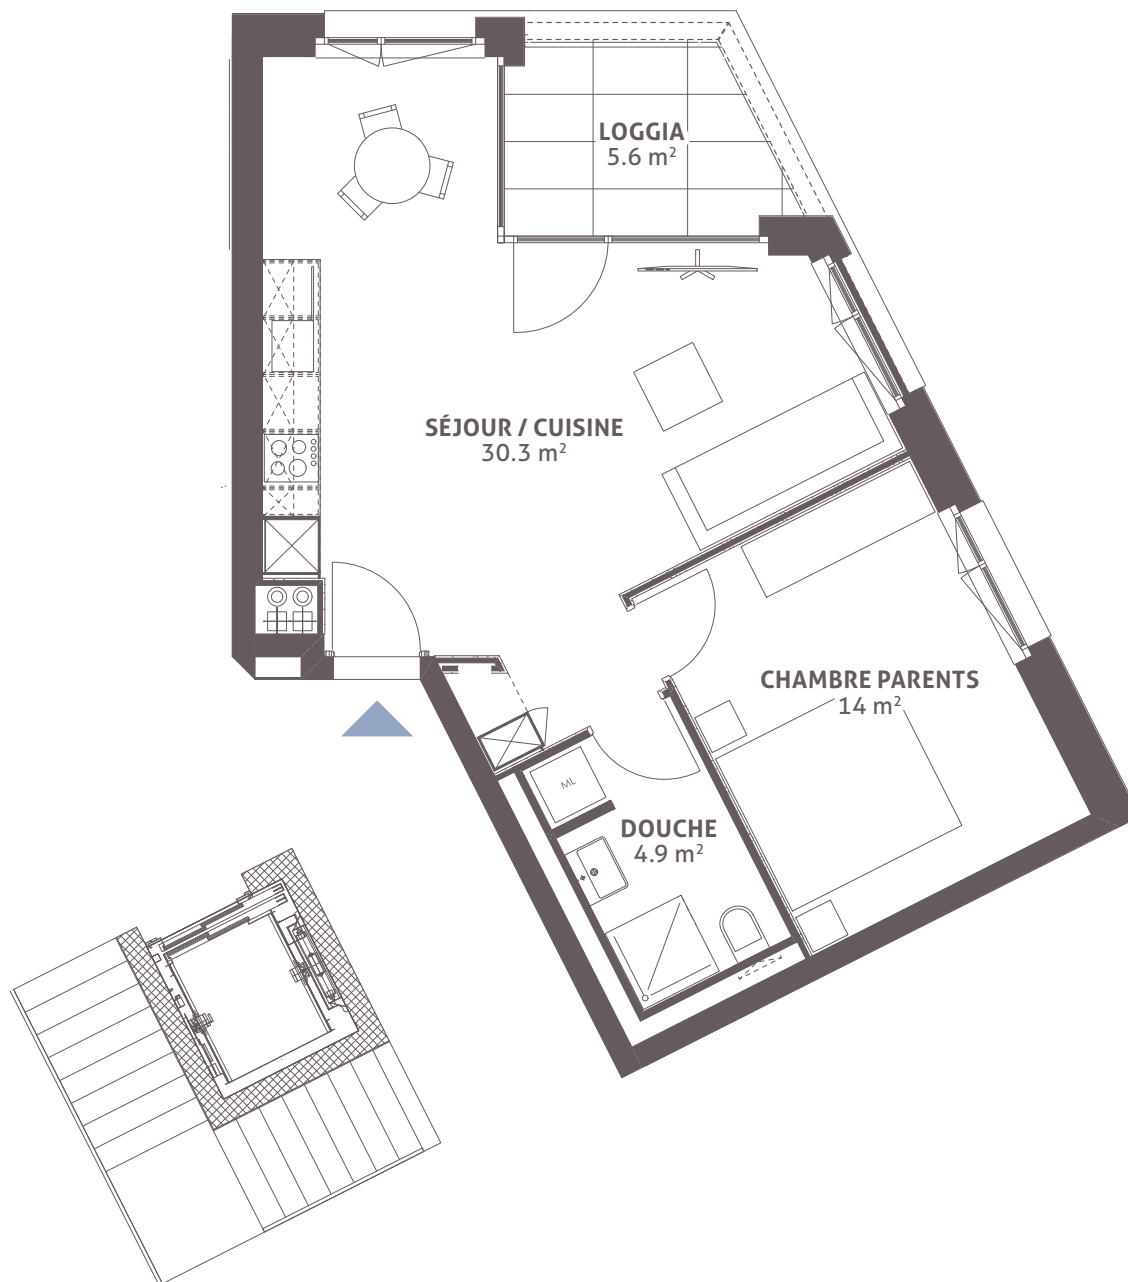 LOGGIA
5.6 m²
SÉJOUR / CUISINE
30.3 m²
CHAMBRE PARENTS
14 m²
ML
DOUCHE
4.9 m²